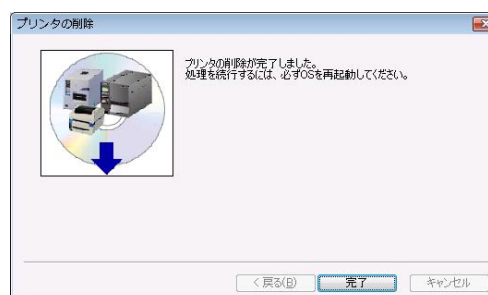 プリンタの削除
プリンタの削除が完了しました。
処理を続行するには、必ずOSを再起動してください。
< 戻る(B)
完了
キャンセル